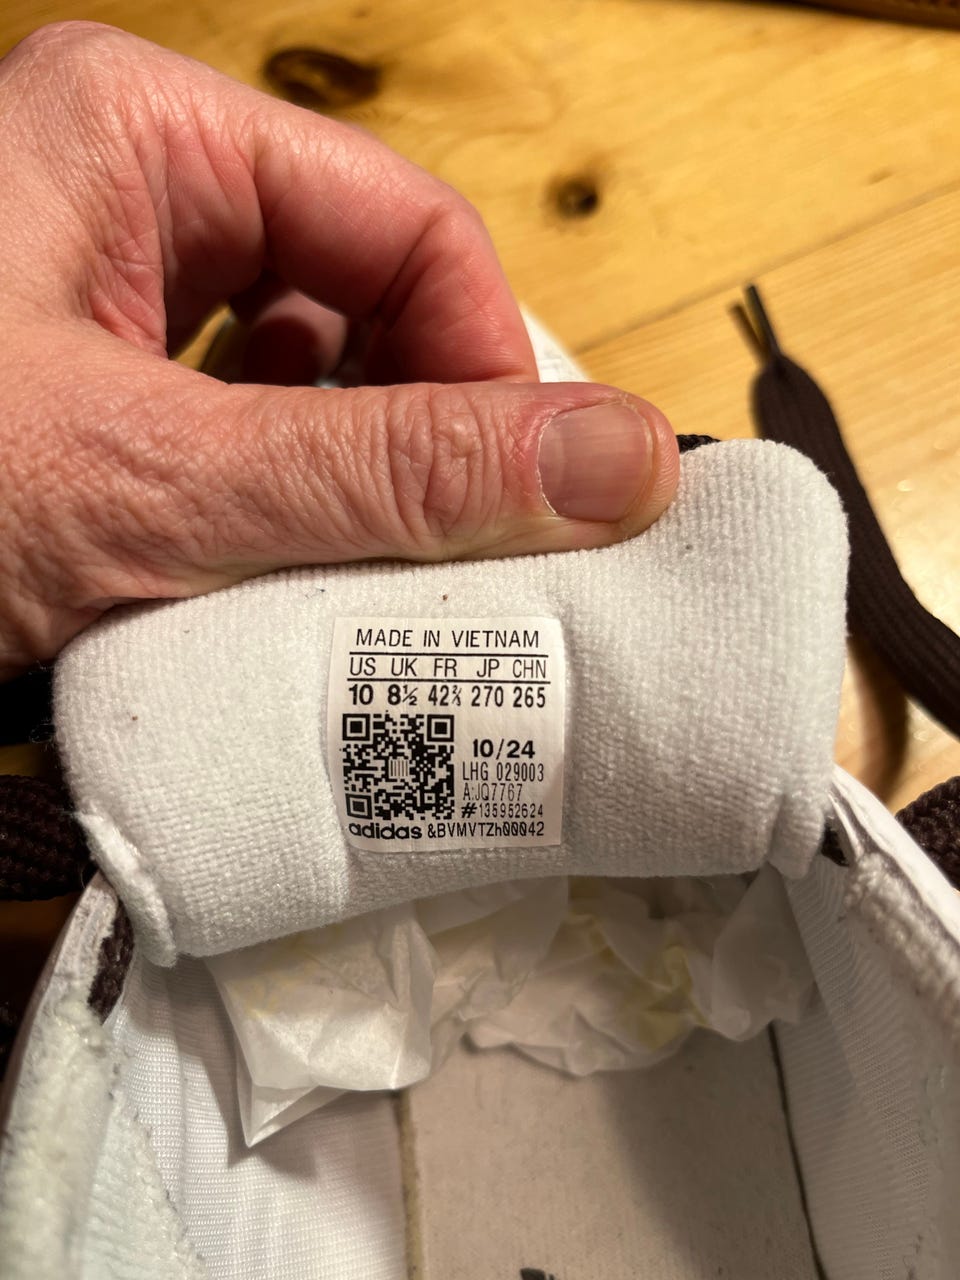 MADE IN VIETNAM
US UK FR JP CHN
10 8½ 42⅔ 270 265
10/24
LHG 029003
A:JQ7767
#135952624
adidas &BVMVTZh00042